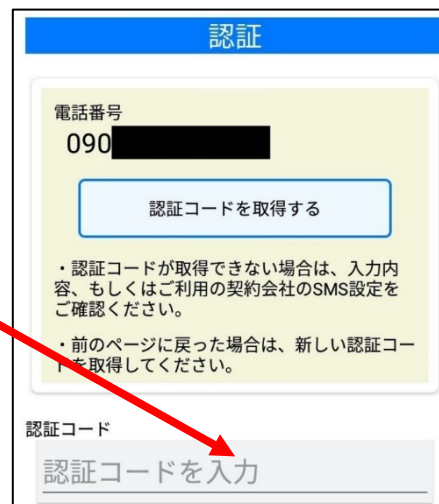 認証
電話番号
090
認証コードを取得する
・認証コードが取得できない場合は、入力内
容、もしくはご利用の契約会社のSMS設定を
ご確認ください。
・前のページに戻った場合は、新しい認証コー
ドを取得してください。
認証コード
認証コードを入力